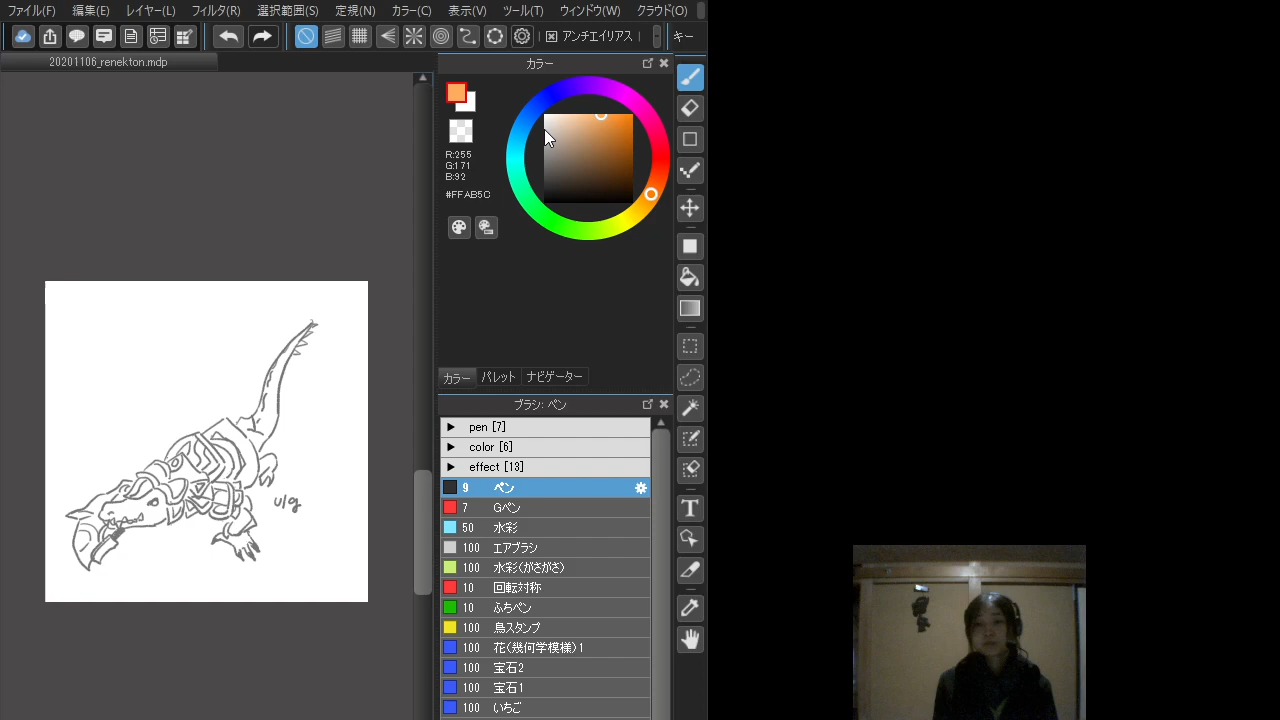 ファイル(F) 編集(E) レイヤー(L) フィルタ(R) 選択範囲(S) 定規(N) カラー(C) 表示(V) ツール(T) ウィンドウ(W) クラウド(O)
アンチエイリアス キー
20201106_renekton.mdp
カラー
R:255
G:171
B:92
#FFAB5C
カラー パレット ナビゲーター
ブラシ: ペン
pen [7]
color [6]
effect [13]
9 ペン
7 Gペン
50 水彩
100 エアブラシ
100 水彩(がさがさ)
10 回転対称
10 ふちペン
100 鳥スタンプ
100 花(幾何学模様)1
100 宝石2
100 宝石1
100 いちご
T